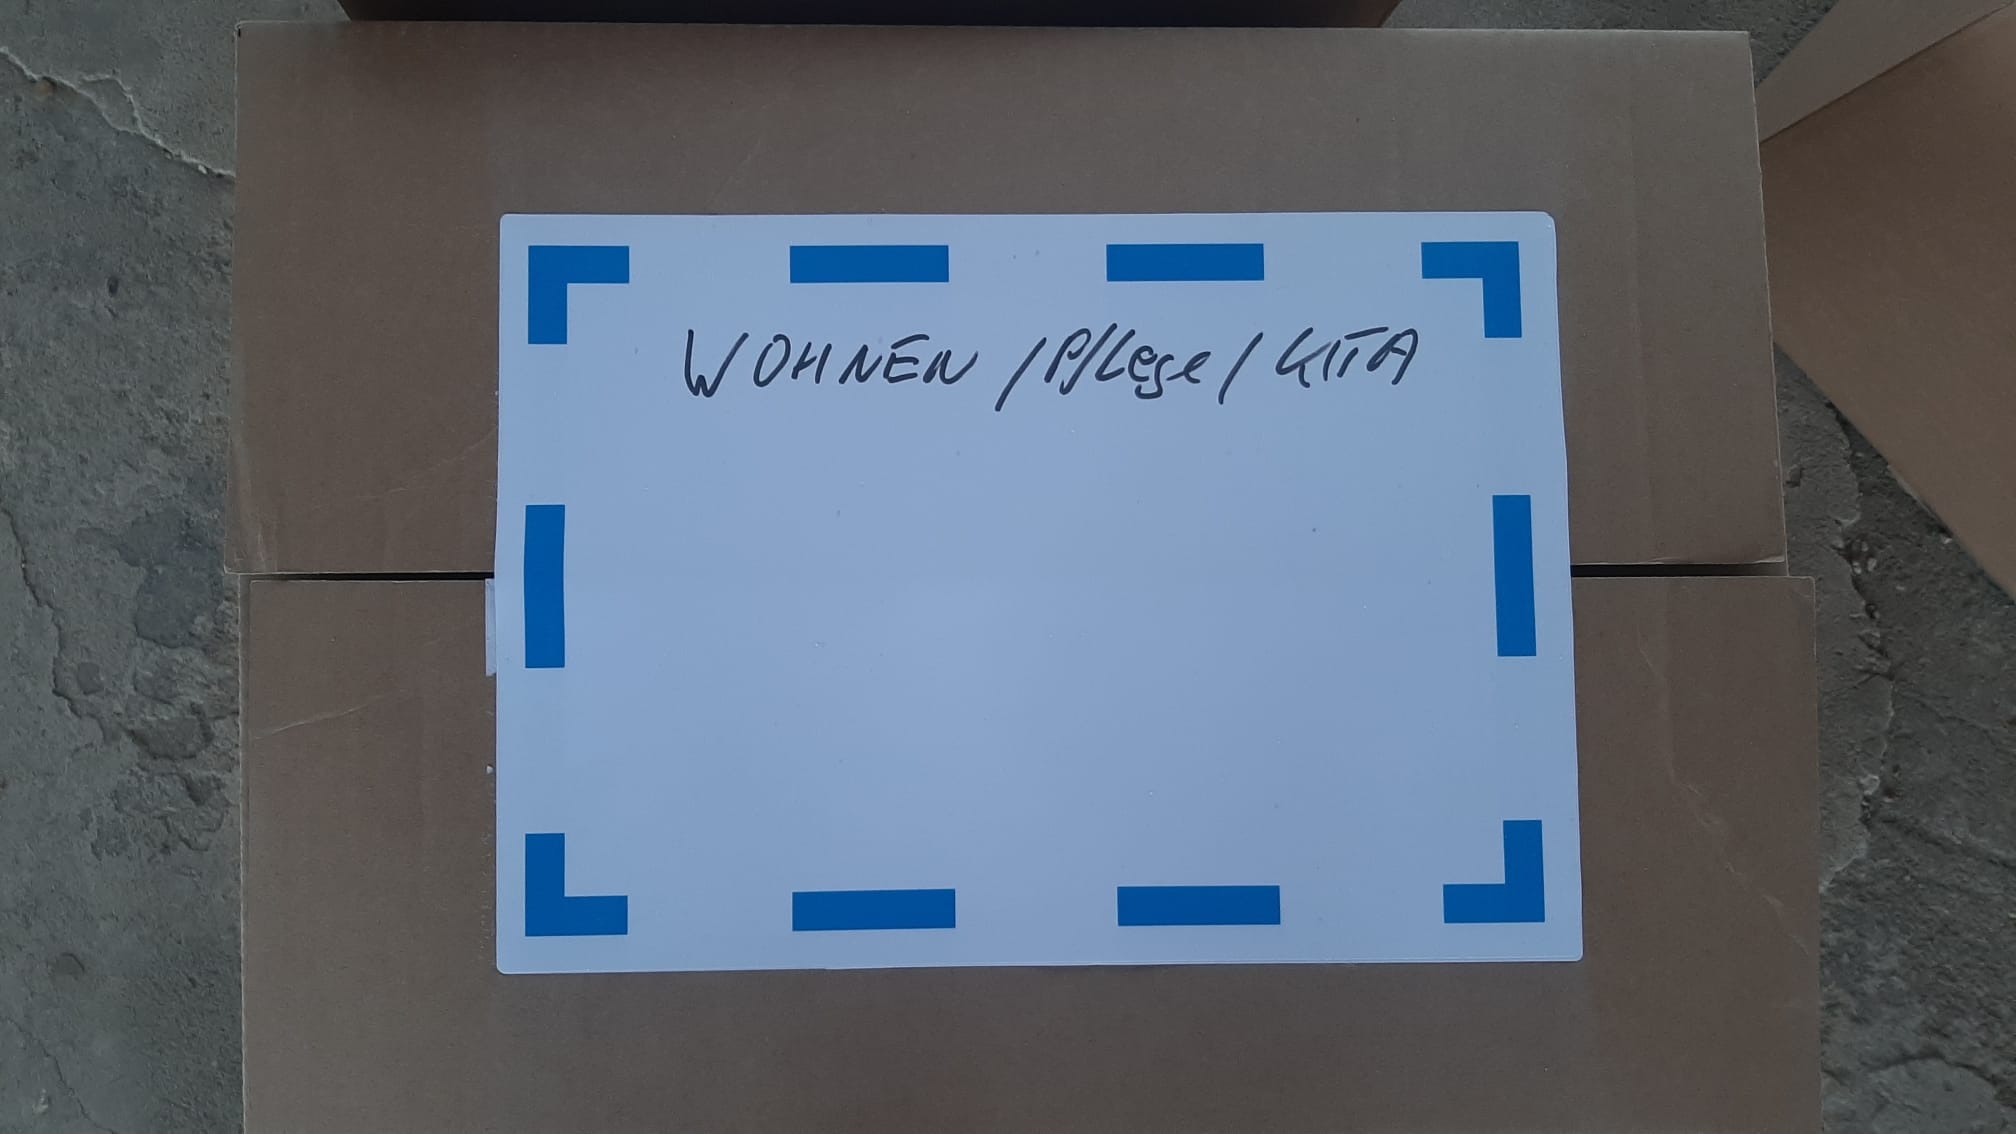 WOHNEN / Pflege / KITA